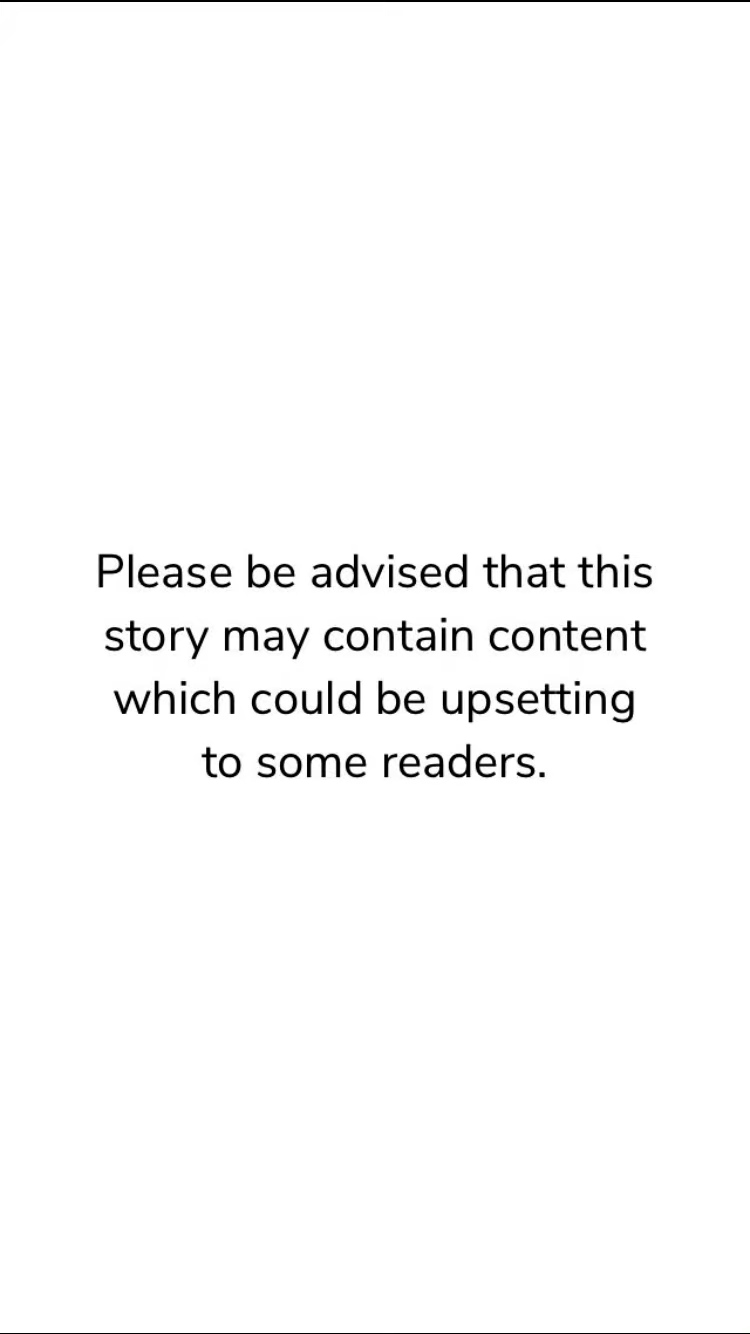 Please be advised that this
story may contain content
which could be upsetting
to some readers.